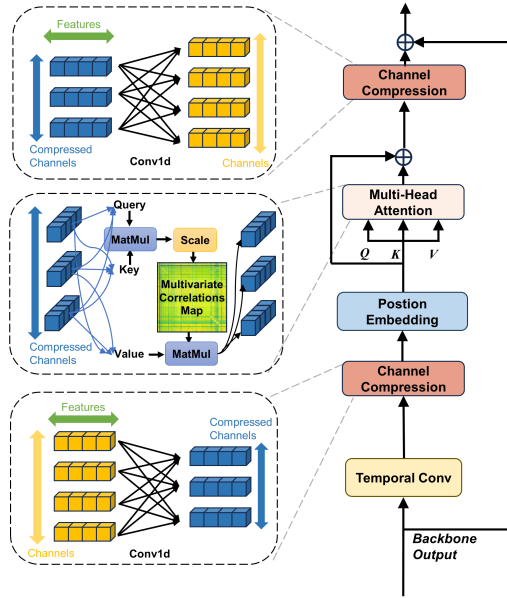 Features
Compressed
Channels
Conv1d
Channels
Channel
Compression
Query
MatMul
Scale
Key
Multivariate
Correlations
Map
Value
MatMul
Compressed
Channels
Multi-Head
Attention
Q
K
V
Postion
Embedding
Channel
Compression
Features
Compressed
Channels
Channels
Conv1d
Temporal Conv
Backbone
Output